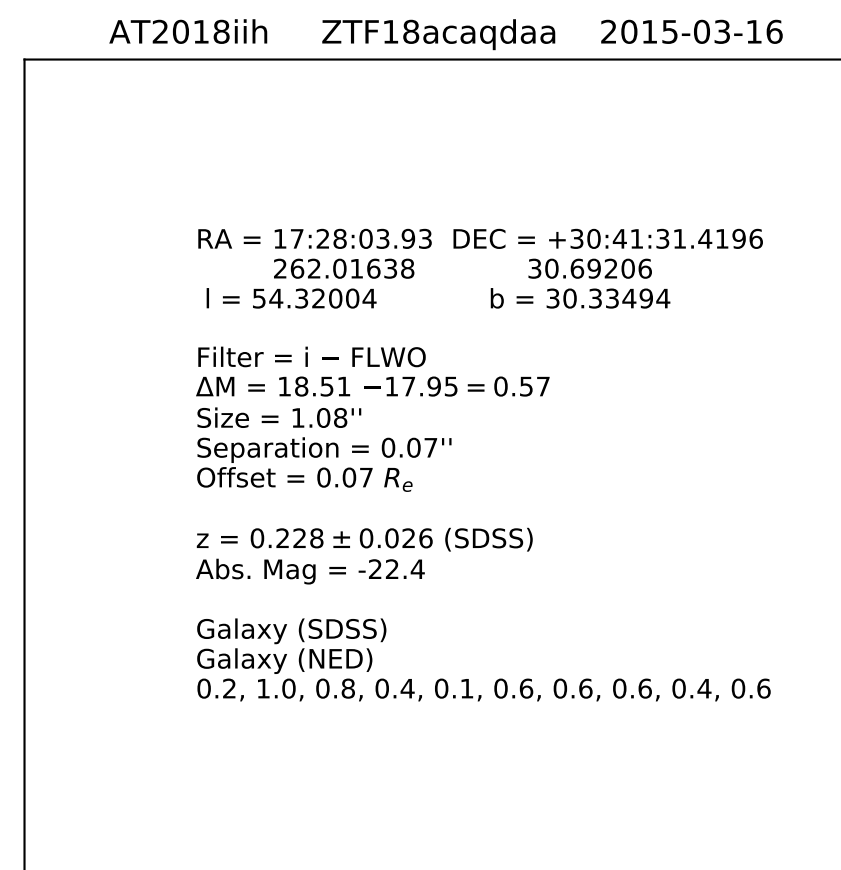 AT2018iih ZTF18acaqdaa 2015-03-16
RA = 17:28:03.93 DEC = +30:41:31.4196
262.01638 30.69206
l = 54.32004 b = 30.33494
Filter = i − FLWO
ΔM = 18.51 −17.95 = 0.57
Size = 1.08''
Separation = 0.07''
Offset = 0.07 Rₑ
z = 0.228 ± 0.026 (SDSS)
Abs. Mag = -22.4
Galaxy (SDSS)
Galaxy (NED)
0.2, 1.0, 0.8, 0.4, 0.1, 0.6, 0.6, 0.6, 0.4, 0.6